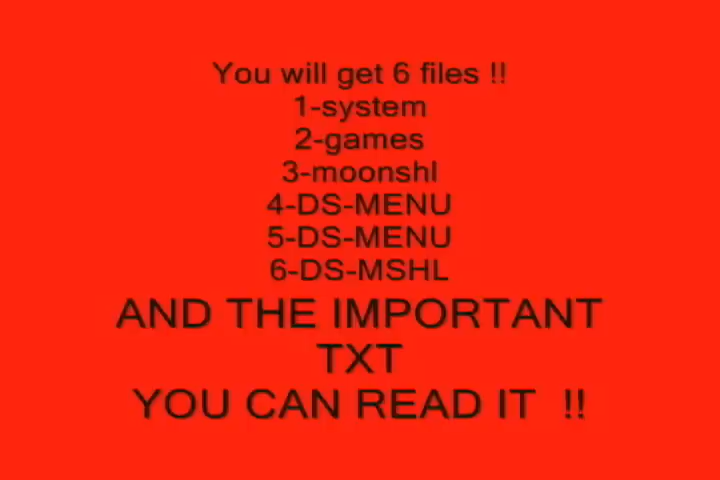 You will get 6 files !!
1-system
2-games
3-moonshl
4-DS-MENU
5-DS-MENU
6-DS-MSHL
AND THE IMPORTANT
TXT
YOU CAN READ IT  !!